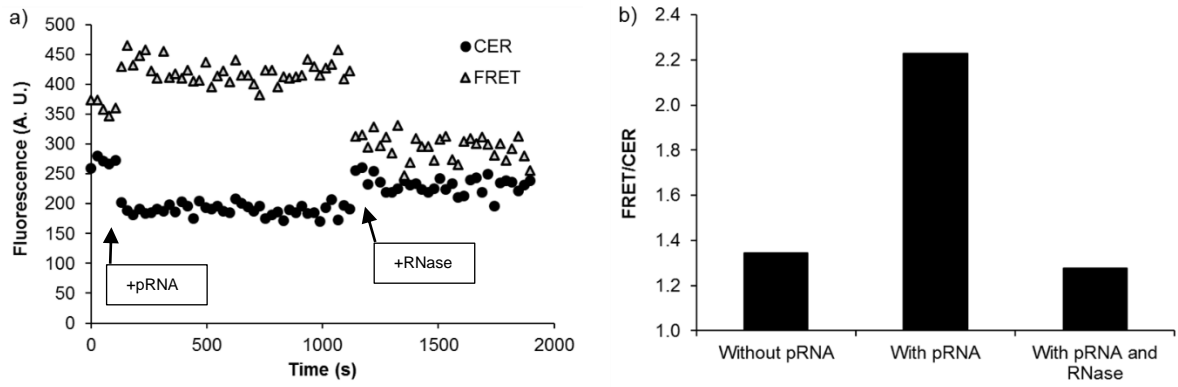 a)
500
450
400
350
300
250
200
150
100
50
0
Fluorescence (A. U.)
CER
FRET
+pRNA
+RNase
0
500
1000
1500
2000
Time (s)
b)
2.2
2.0
1.8
1.6
1.4
1.2
1.0
FRET/CER
Without pRNA
With pRNA
With pRNA and
RNase